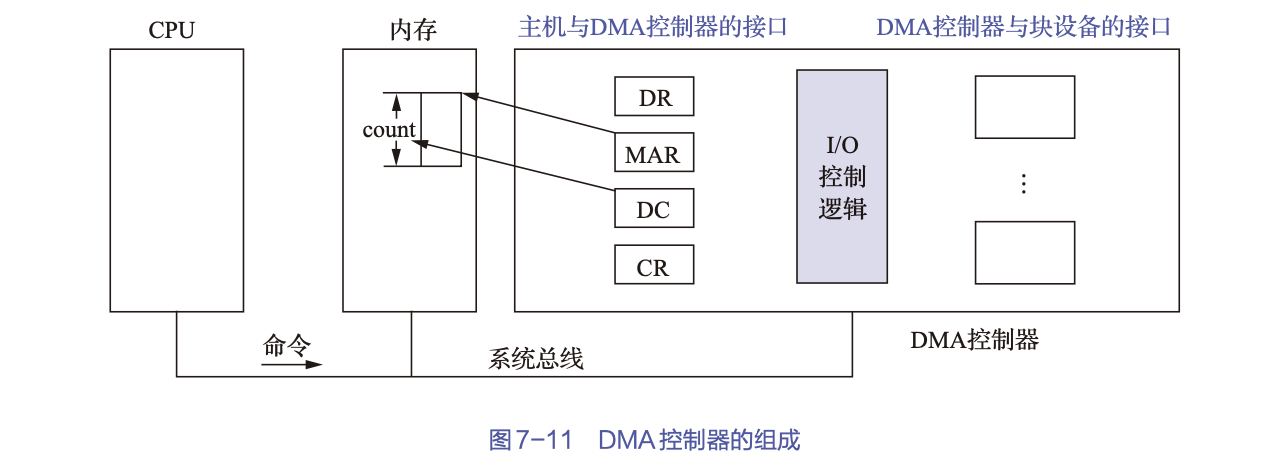 CPU
内存
主机与DMA控制器的接口
DMA控制器与块设备的接口
count
DR
MAR
DC
CR
I/O
控制
逻辑
⋮
DMA控制器
命令
系统总线
图7-11 DMA控制器的组成